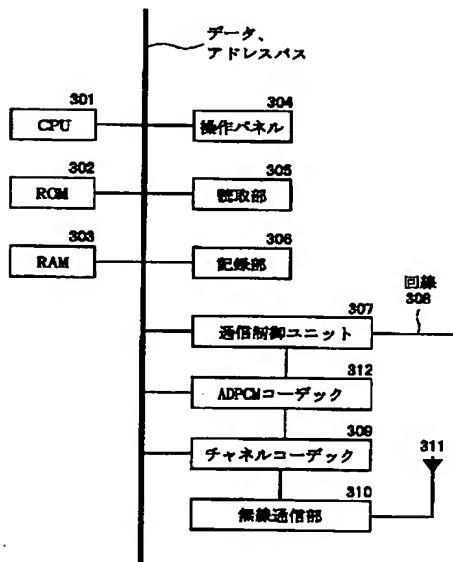 データ、
アドレスバス
301
CPU
304
操作パネル
302
ROM
305
読取部
303
RAM
306
記録部
回線
308
307
通信制御ユニット
312
ADPCMコーデック
309
チャネルコーデック
311
310
無線通信部